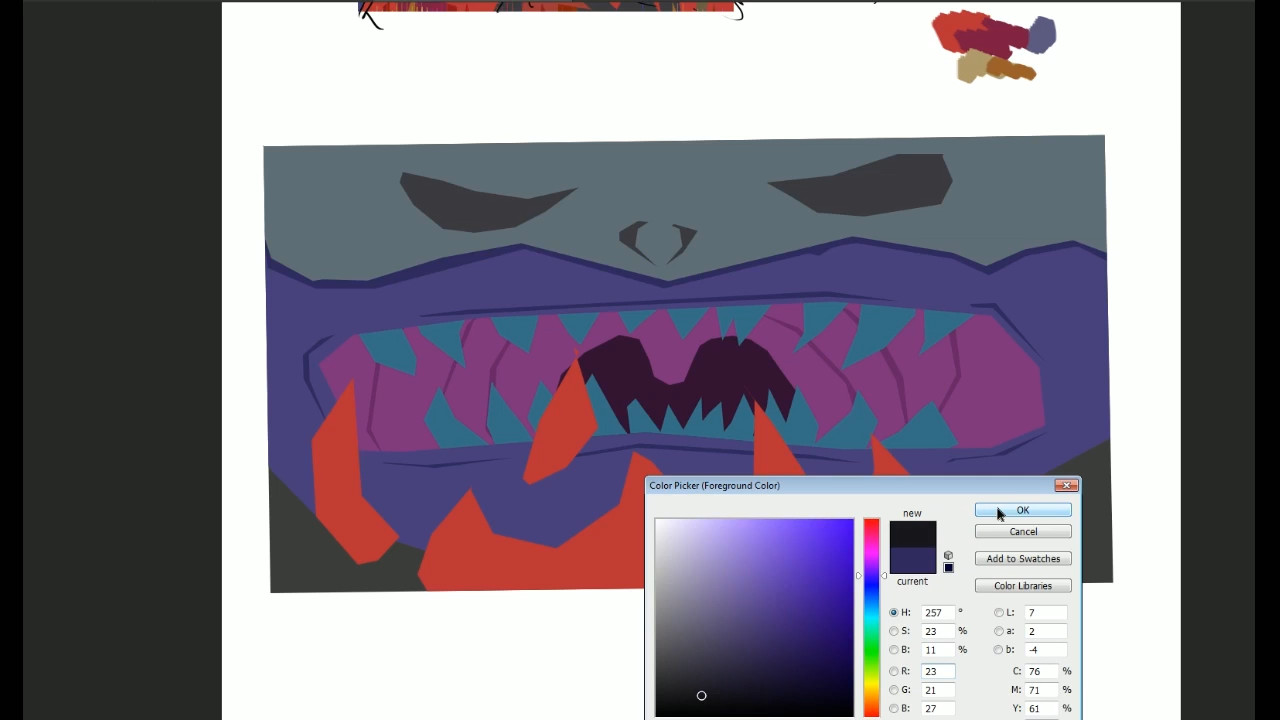 Color Picker (Foreground Color)
new
OK
Cancel
Add to Swatches
current
Color Libraries
H: 257 °
L: 7
S: 23 %
a: 2
B: 11 %
b: -4
R: 23
C: 76 %
G: 21
M: 71 %
B: 27
Y: 61 %